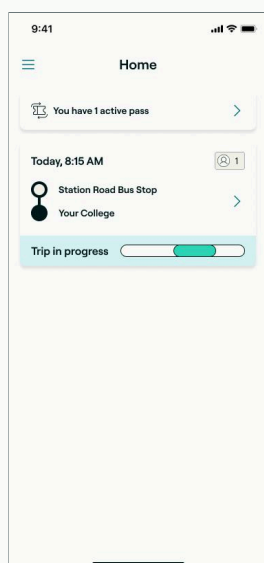 9:41
Home
You have 1 active pass
Today, 8:15 AM
1
Station Road Bus Stop
Your College
Trip in progress